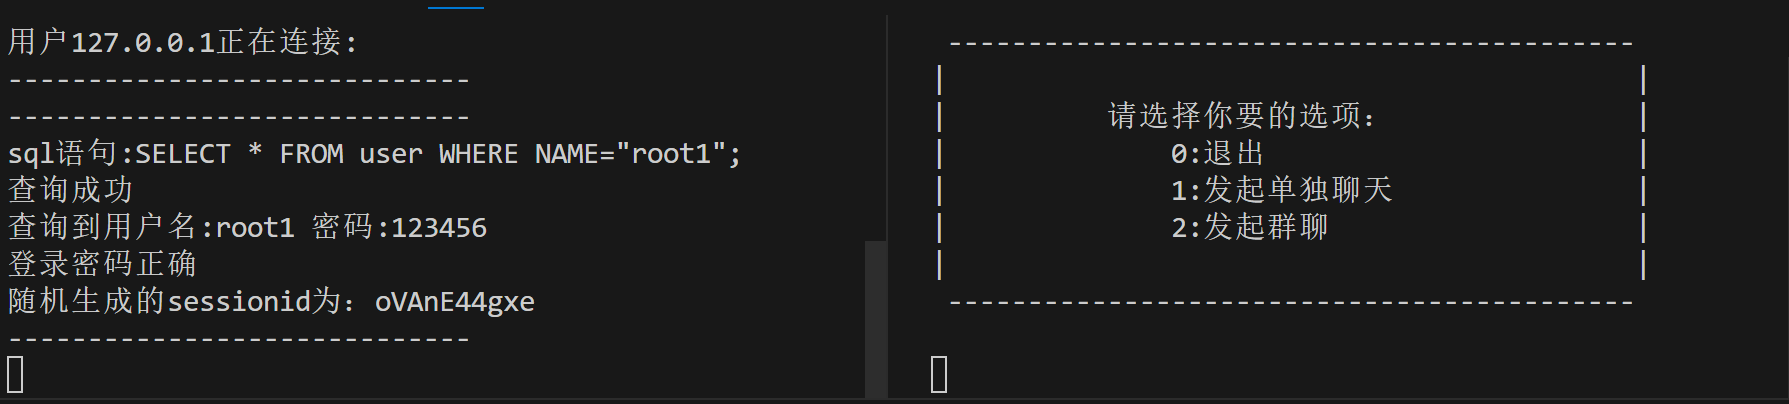 用户127.0.0.1正在连接:
-----------------------------
-----------------------------
sql语句:SELECT * FROM user WHERE NAME="root1";
查询成功
查询到用户名:root1 密码:123456
登录密码正确
随机生成的sessionid为：oVAnE44gxe
-----------------------------
-------------------------------------------
| |
| 请选择你要的选项： |
| 0:退出 |
| 1:发起单独聊天 |
| 2:发起群聊 |
| |
-------------------------------------------